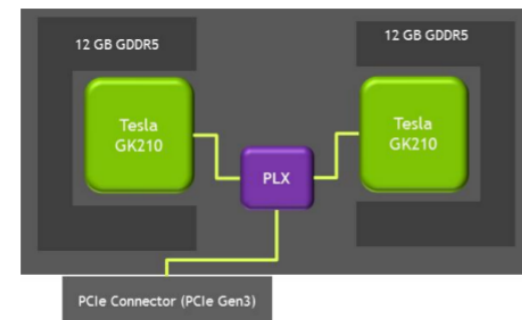 12 GB GDDR5
12 GB GDDR5
Tesla
GK210
Tesla
GK210
PLX
PCIe Connector (PCIe Gen3)